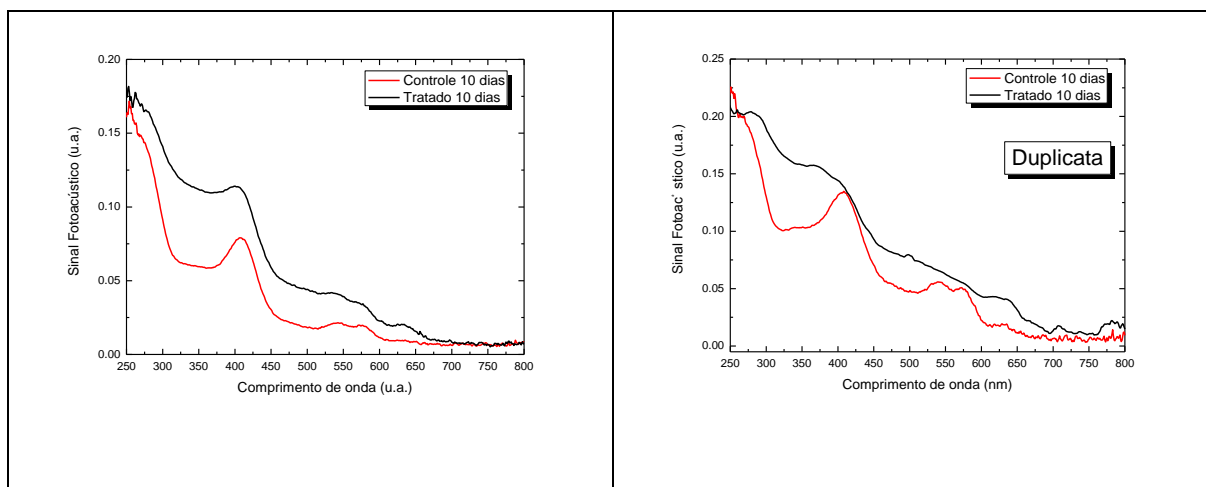 0.20
0.15
0.10
0.05
0.00
Sinal Fotoacústico (u.a.)
Controle 10 dias
Tratado 10 dias
250 300 350 400 450 500 550 600 650 700 750 800
Comprimento de onda (u.a.)
0.25
0.20
0.15
0.10
0.05
0.00
Sinal Fotoac' stico (u.a.)
Controle 10 dias
Tratado 10 dias
Duplicata
250 300 350 400 450 500 550 600 650 700 750 800
Comprimento de onda (nm)